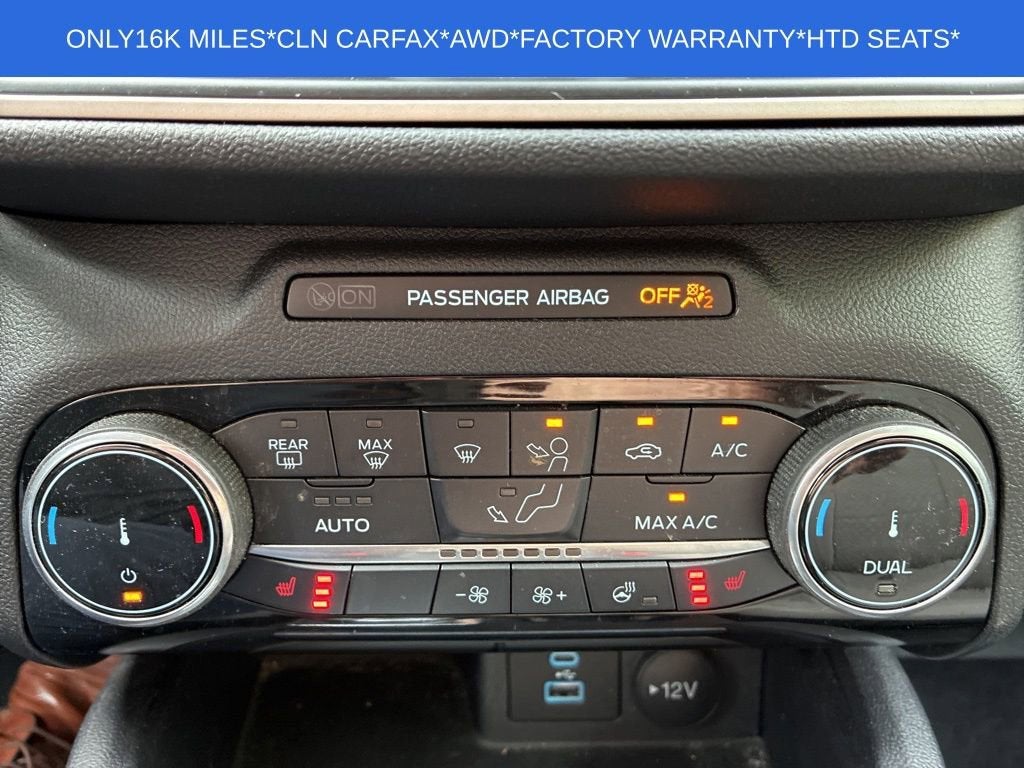 ONLY16K MILES*CLN CARFAX*AWD*FACTORY WARRANTY*HTD SEATS*
ON PASSENGER AIRBAG OFF 2
REAR MAX A/C
AUTO MAX A/C
DUAL
- +
12V